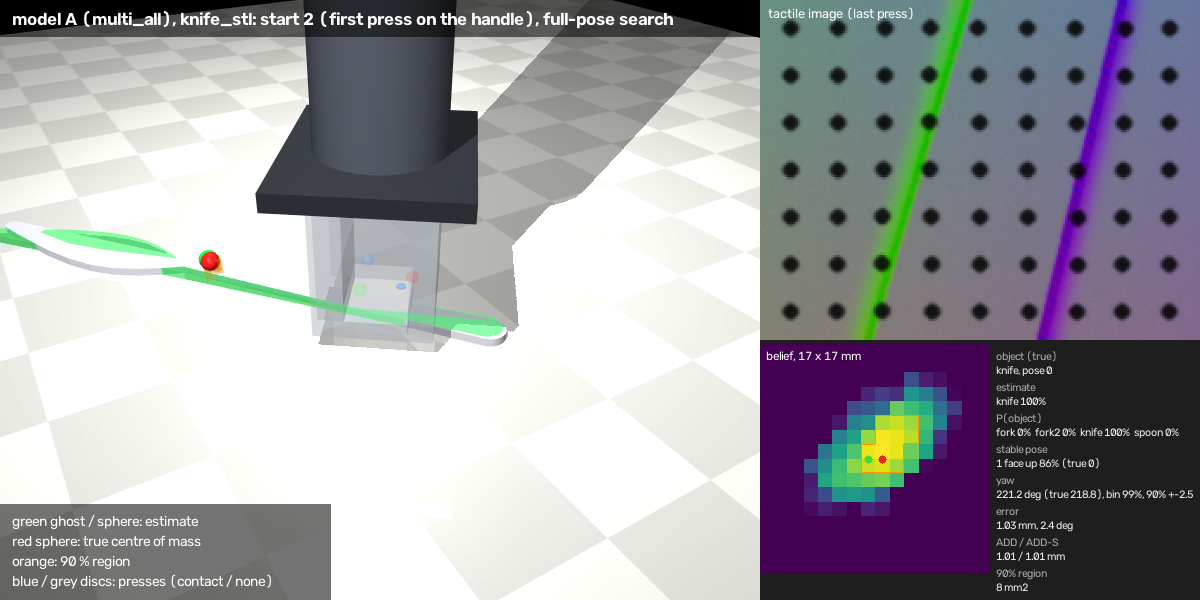 model A (multi_all), knife_stl: start 2 (first press on the handle), full-pose search
tactile image (last press)
green ghost / sphere: estimate
red sphere: true centre of mass
orange: 90 % region
blue / grey discs: presses (contact / none)
belief, 17 x 17 mm
object (true)
knife, pose 0
estimate
knife 100%
P(object)
fork 0% fork2 0% knife 100% spoon 0%
stable pose
1 face up 86% (true 0)
yaw
221.2 deg (true 218.8), bin 99%, 90% +-2.5
error
1.03 mm, 2.4 deg
ADD / ADD-S
1.01 / 1.01 mm
90% region
8 mm2